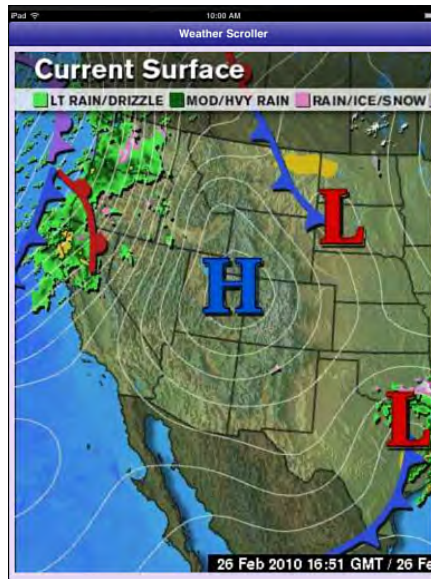 iPad 10:00 AM
Weather Scroller
Current Surface
LT RAIN/DRIZZLE MOD/HVY RAIN RAIN/ICE/SNOW
L
H
L
26 Feb 2010 16:51 GMT / 26 Fe